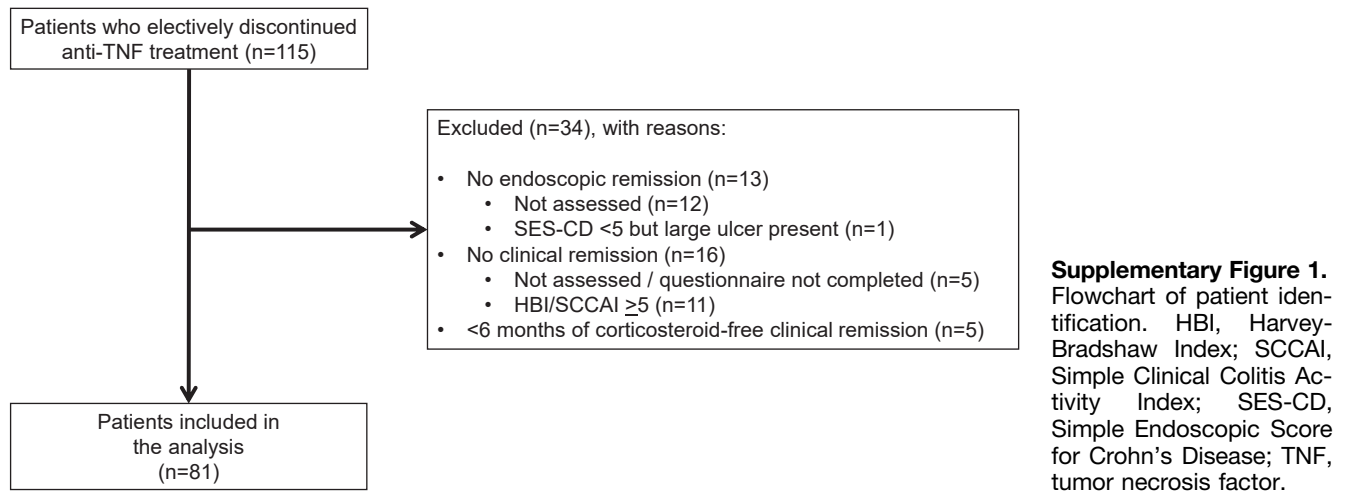 Patients who electively discontinued
anti-TNF treatment (n=115)
Excluded (n=34), with reasons:
• No endoscopic remission (n=13)
• Not assessed (n=12)
• SES-CD <5 but large ulcer present (n=1)
• No clinical remission (n=16)
• Not assessed / questionnaire not completed (n=5)
• HBI/SCCAI ≥5 (n=11)
• <6 months of corticosteroid-free clinical remission (n=5)
Patients included in
the analysis
(n=81)
Supplementary Figure 1.
Flowchart of patient iden-
tification. HBI, Harvey-
Bradshaw Index; SCCAI,
Simple Clinical Colitis Ac-
tivity Index; SES-CD,
Simple Endoscopic Score
for Crohn's Disease; TNF,
tumor necrosis factor.